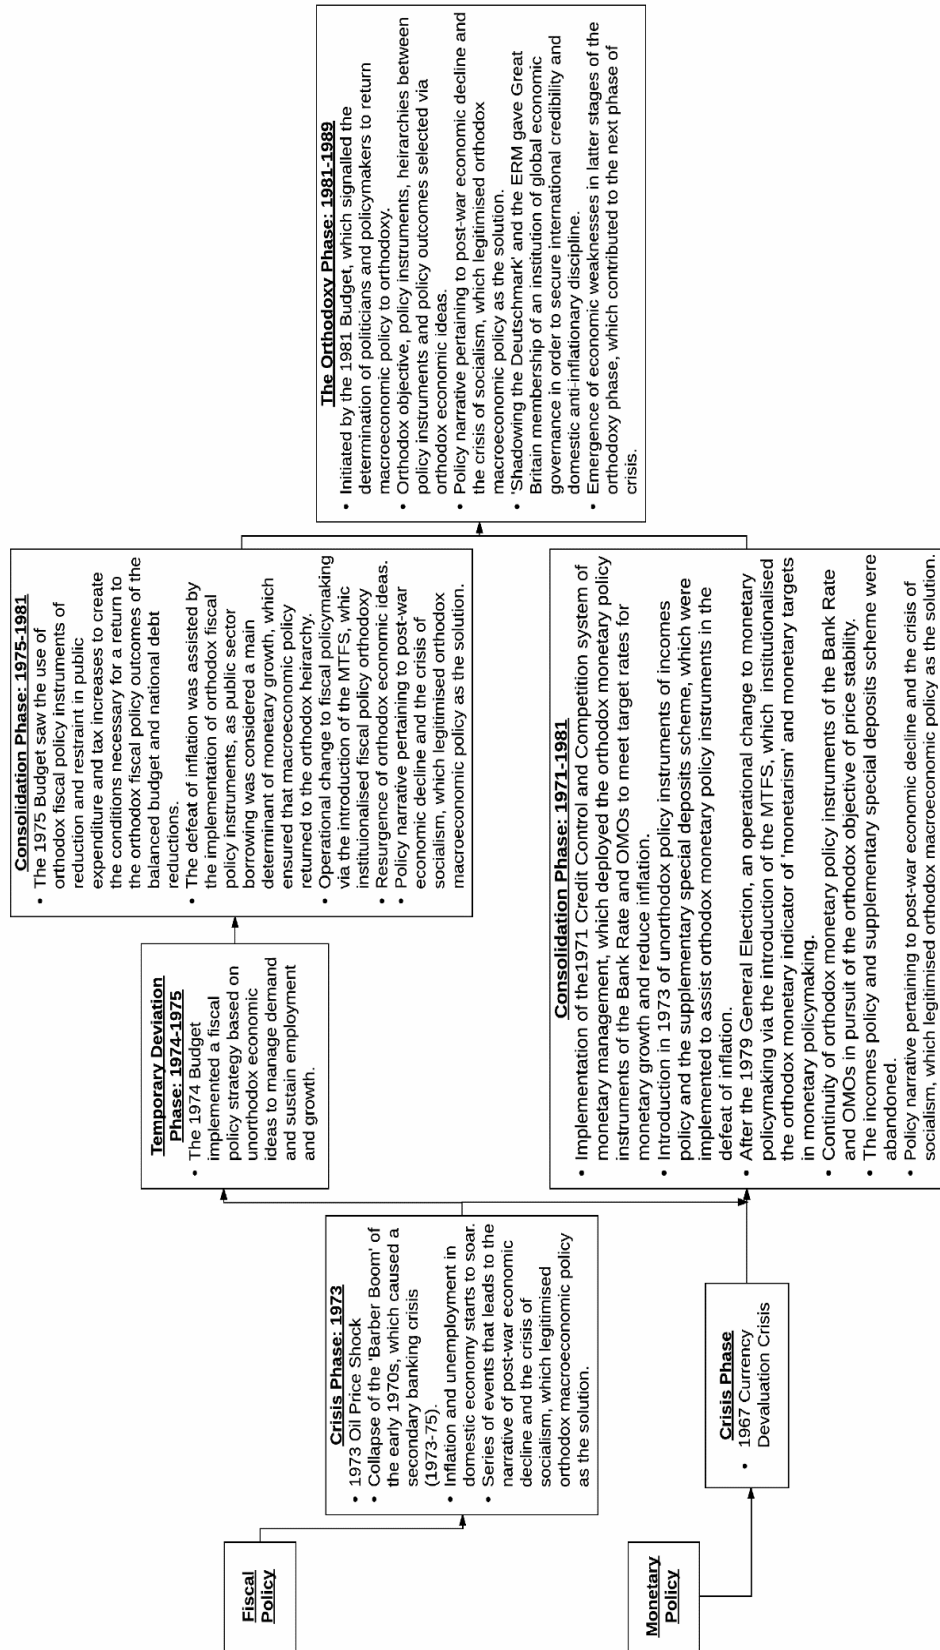 Fiscal
Policy
Monetary
Policy
Crisis Phase: 1973
• 1973 Oil Price Shock
• Collapse of the 'Barber Boom' of
the early 1970s, which caused a
secondary banking crisis
(1973-75).
• Inflation and unemployment in
domestic economy starts to soar.
• Series of events that leads to the
narrative of post-war economic
decline and the crisis of
socialism, which legitimised
orthodox macroeconomic policy
as the solution.
Crisis Phase
• 1967 Currency
Devaluation Crisis
Temporary Deviation
Phase: 1974-1975
• The 1974 Budget
implemented a fiscal
policy strategy based on
unorthodox economic
ideas to manage demand
and sustain employment
and growth.
Consolidation Phase: 1975-1981
• The 1975 Budget saw the use of
orthodox fiscal policy instruments of
reduction and restraint in public
expenditure and tax increases to create
the conditions necessary for a return to
the orthodox fiscal policy outcomes of the
balanced budget and national debt
reductions.
• The defeat of inflation was assisted by
the implementation of orthodox fiscal
policy instruments, as public sector
borrowing was considered a main
determinant of monetary growth, which
ensured that macroeconomic policy
returned to the orthodox heirarchy.
• Operational change to fiscal policymaking
via the introduction of the MTFS, whic
instituionalised fiscal policy orthodoxy
• Resurgence of orthodox economic ideas.
• Policy narrative pertaining to post-war
economic decline and the crisis of
socialism, which legitimised orthodox
macroeconomic policy as the solution.
Consolidation Phase: 1971-1981
• Implementation of the1971 Credit Control and Competition system of
monetary management, which deployed the orthodox monetary policy
instruments of the Bank Rate and OMOs to meet target rates for
monetary growth and reduce inflation.
• Introduction in 1973 of unorthodox policy instruments of incomes
policy and the supplementary special deposits scheme, which were
implemented to assist orthodox monetary policy instruments in the
defeat of inflation.
• After the 1979 General Election, an operational change to monetary
policymaking via the introduction of the MTFS, which institutionalised
the orthodox monetary indicator of 'monetarism' and monetary targets
in monetary policymaking.
• Continuity of orthodox monetary policy instruments of the Bank Rate
and OMOs in pursuit of the orthodox objective of price stability.
• The incomes policy and supplementary special deposits scheme were
abandoned.
• Policy narrative pertaining to post-war economic decline and the crisis of
socialism, which legitimised orthodox macroeconomic policy as the solution.
The Orthodoxy Phase: 1981-1989
• Initiated by the 1981 Budget, which signalled the
determination of politicians and policymakers to return
macroeconomic policy to orthodoxy.
• Orthodox objective, policy instruments, heirarchies between
policy instruments and policy outcomes selected via
orthodox economic ideas.
• Policy narrative pertaining to post-war economic decline and
the crisis of socialism, which legitimised orthodox
macroeconomic policy as the solution.
• 'Shadowing the Deutschmark' and the ERM gave Great
Britain membership of an institution of global economic
governance in order to secure international credibility and
domestic anti-inflationary discipline.
• Emergence of economic weaknesses in latter stages of the
orthodoxy phase, which contributed to the next phase of
crisis.